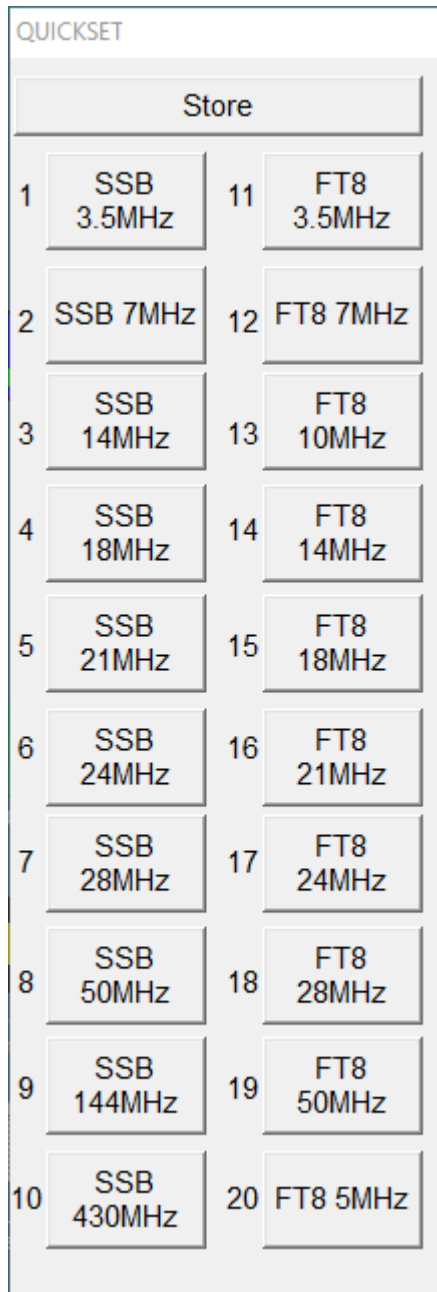 QUICKSET
Store
1
SSB
3.5MHz
11
FT8
3.5MHz
2
SSB 7MHz
12
FT8 7MHz
3
SSB
14MHz
13
FT8
10MHz
4
SSB
18MHz
14
FT8
14MHz
5
SSB
21MHz
15
FT8
18MHz
6
SSB
24MHz
16
FT8
21MHz
7
SSB
28MHz
17
FT8
24MHz
8
SSB
50MHz
18
FT8
28MHz
9
SSB
144MHz
19
FT8
50MHz
10
SSB
430MHz
20
FT8 5MHz